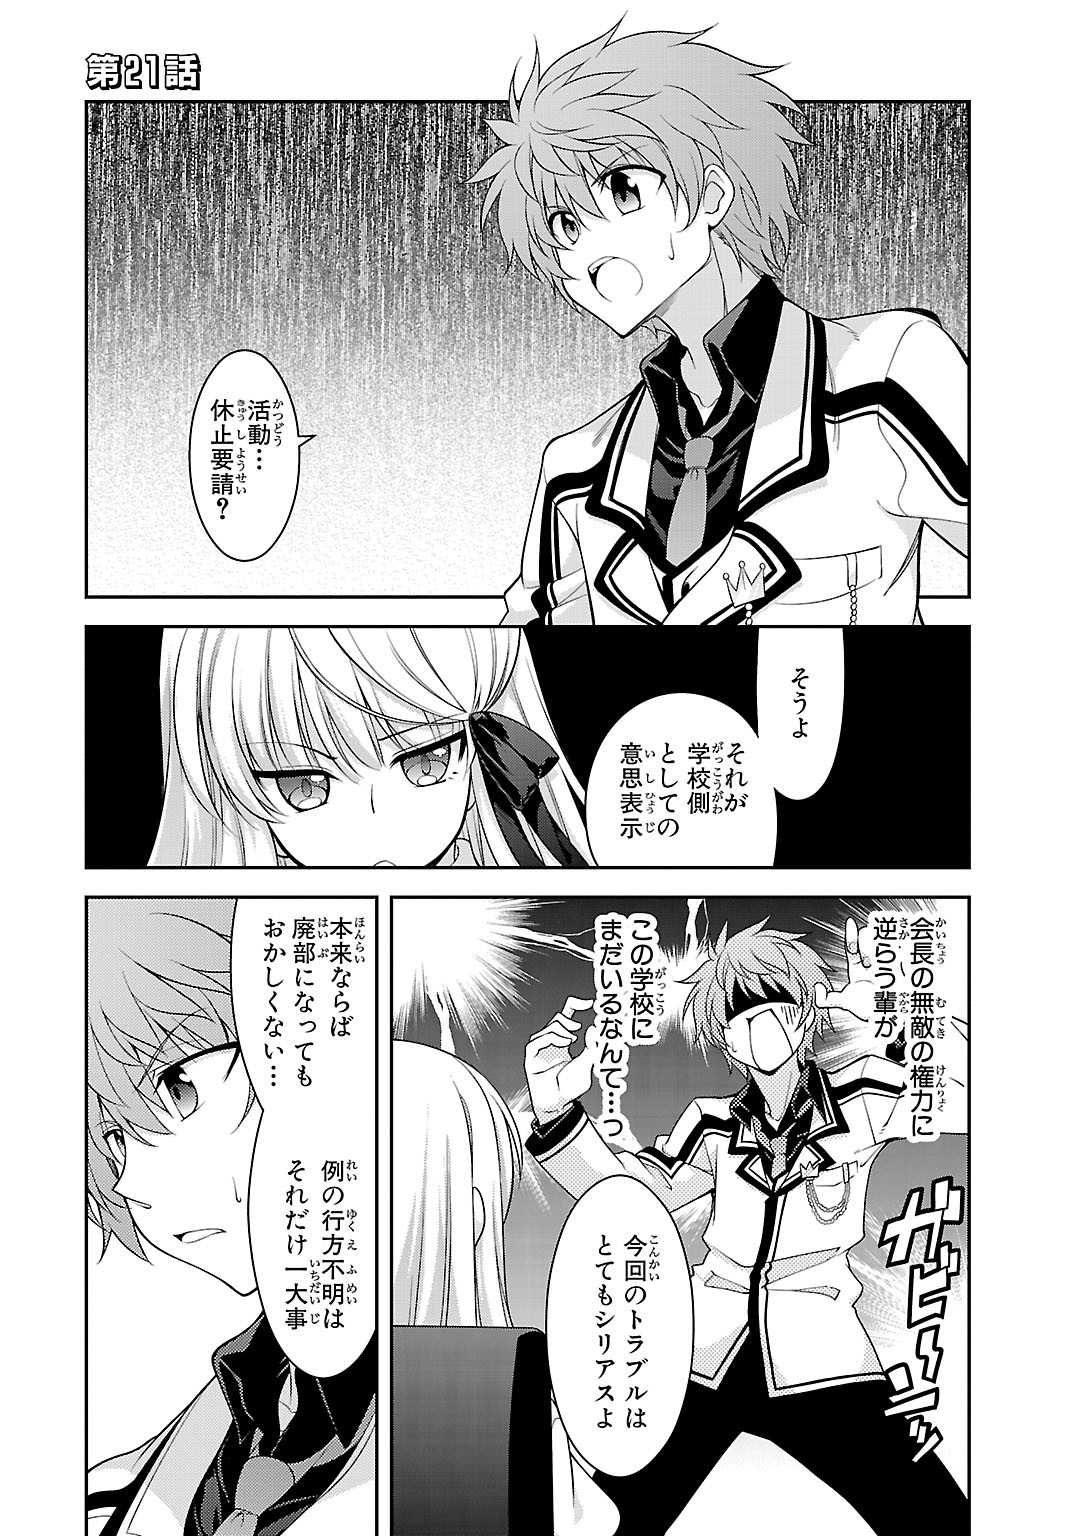 第21話
活動…
休止要請?
そうよ
それが
学校側
としての
意思表示
会長の無敵の権力に
逆らう輩が
この学校に
まだいるなんて…っ
ガビ〜ン
今回のトラブルは
とてもシリアスよ
本来ならば
廃部になっても
おかしくない…
例の行方不明は
それだけ一大事